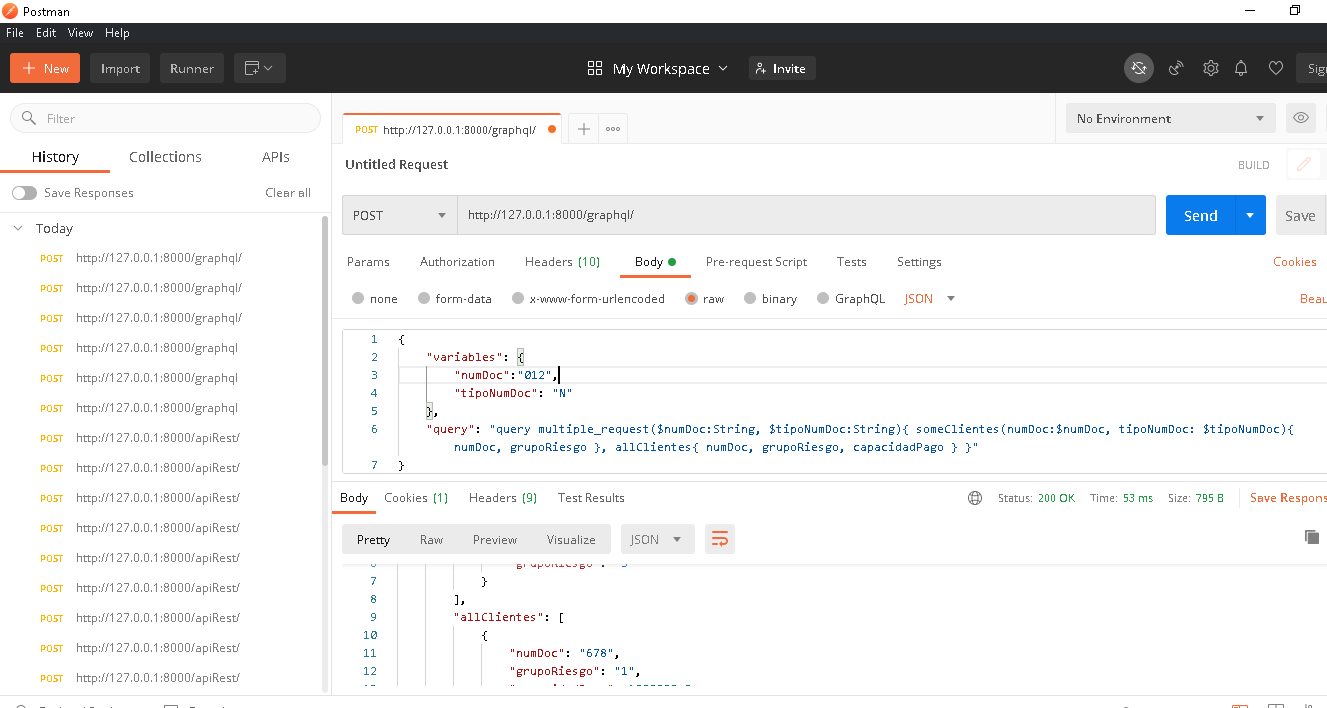 Postman
File Edit View Help
New Import Runner My Workspace Invite
Filter
History Collections APIs
Save Responses Clear all
Today
POST http://127.0.0.1:8000/graphql/
POST http://127.0.0.1:8000/graphql/
POST http://127.0.0.1:8000/graphql/
POST http://127.0.0.1:8000/graphql
POST http://127.0.0.1:8000/graphql
POST http://127.0.0.1:8000/graphql
POST http://127.0.0.1:8000/apiRest/
POST http://127.0.0.1:8000/apiRest/
POST http://127.0.0.1:8000/apiRest/
POST http://127.0.0.1:8000/apiRest/
POST http://127.0.0.1:8000/apiRest/
POST http://127.0.0.1:8000/apiRest/
POST http://127.0.0.1:8000/apiRest/
POST http://127.0.0.1:8000/apiRest/
POST http://127.0.0.1:8000/apiRest/
POST http://127.0.0.1:8000/graphql/
No Environment
Untitled Request
BUILD
POST http://127.0.0.1:8000/graphql/ Send Save
Params Authorization Headers (10) Body Pre-request Script Tests Settings Cookies
none form-data x-www-form-urlencoded raw binary GraphQL JSON
1 {
2 "variables": {
3 "numDoc":"012",
4 "tipoNumDoc": "N"
5 },
6 "query": "query multiple_request($numDoc:String, $tipoNumDoc:String){ someClientes(numDoc:$numDoc, tipoNumDoc: $tipoNumDoc){
numDoc, grupoRiesgo }, allClientes{ numDoc, grupoRiesgo, capacidadPago } }"
7 }
Body Cookies (1) Headers (9) Test Results Status: 200 OK Time: 53 ms Size: 795 B Save Respons
Pretty Raw Preview Visualize JSON
7 }
8 ],
9 "allClientes": [
10 {
11 "numDoc": "678",
12 "grupoRiesgo": "1",